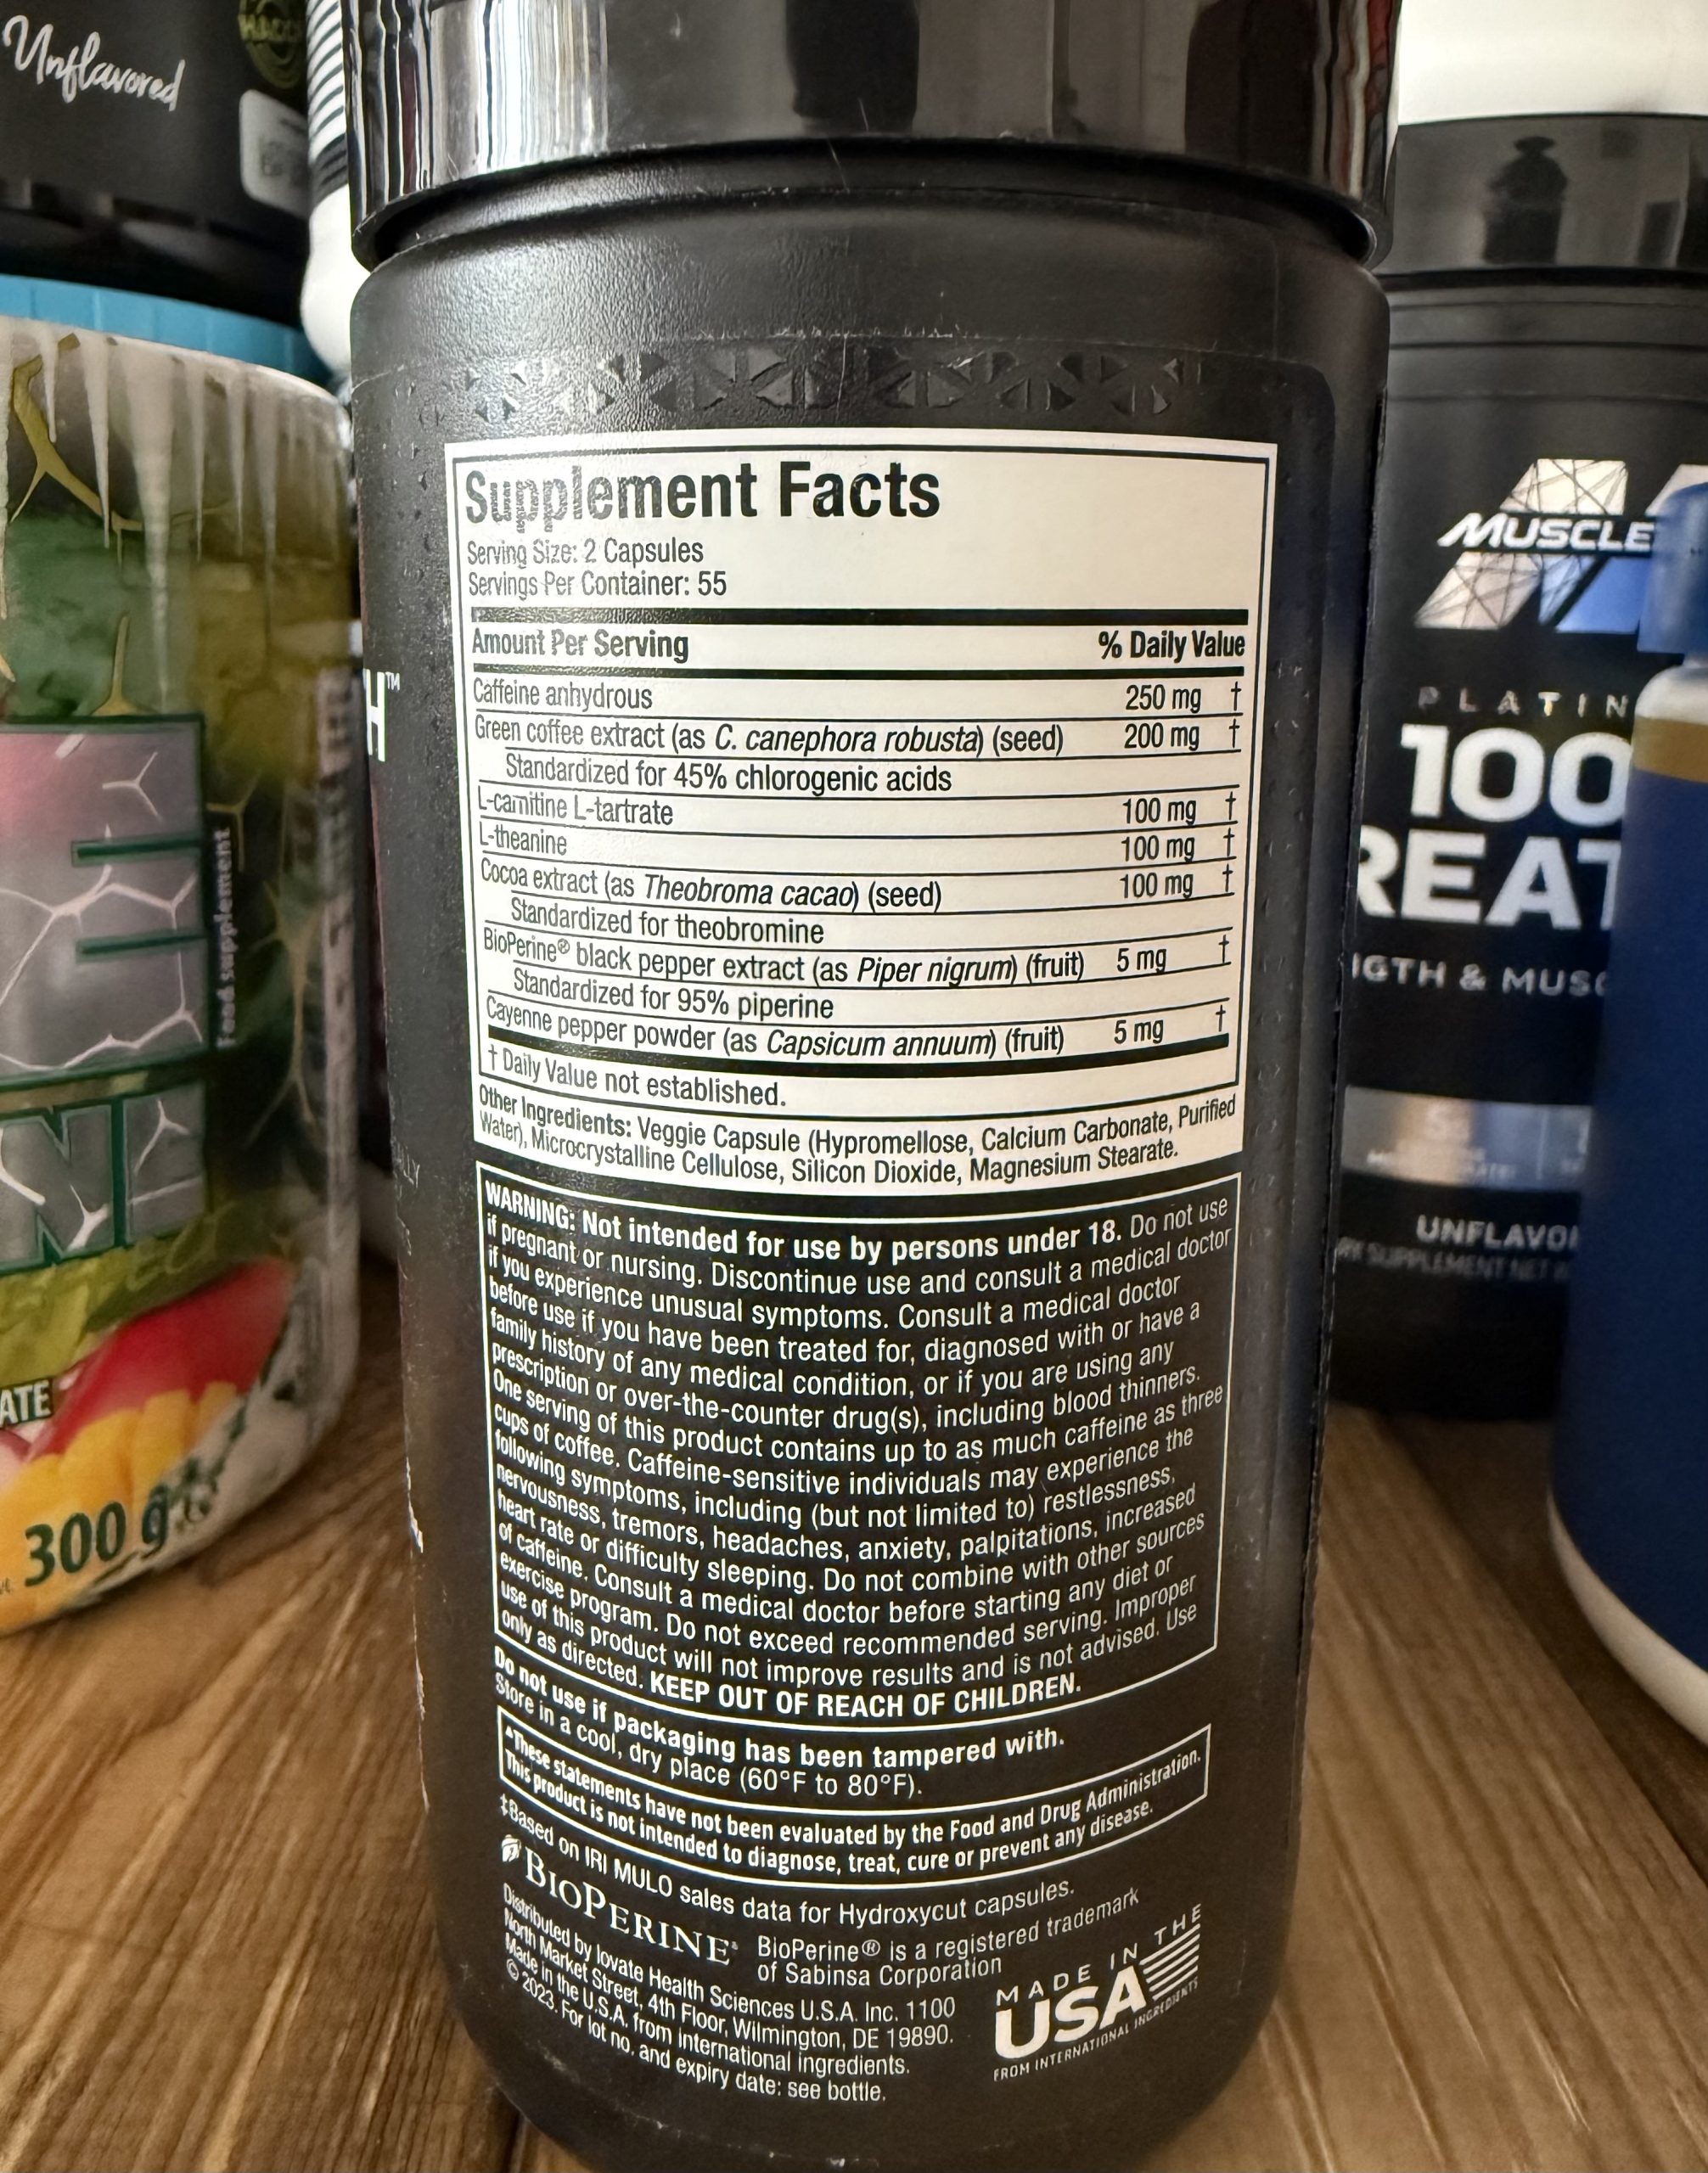 Unflavored
Supplement Facts
Serving Size: 2 Capsules
Servings Per Container: 55
Amount Per Serving % Daily Value
Caffeine anhydrous 250 mg †
Green coffee extract (as C. canephora robusta) (seed) 200 mg †
Standardized for 45% chlorogenic acids
L-carnitine L-tartrate 100 mg †
L-theanine 100 mg †
Cocoa extract (as Theobroma cacao) (seed) 100 mg †
Standardized for theobromine
BioPerine® black pepper extract (as Piper nigrum) (fruit) 5 mg †
Standardized for 95% piperine
Cayenne pepper powder (as Capsicum annuum) (fruit) 5 mg †
† Daily Value not established.
Other Ingredients: Veggie Capsule (Hypromellose, Calcium Carbonate, Purified
Water), Microcrystalline Cellulose, Silicon Dioxide, Magnesium Stearate.
WARNING: Not intended for use by persons under 18. Do not use
if pregnant or nursing. Discontinue use and consult a medical doctor
if you experience unusual symptoms. Consult a medical doctor
before use if you have been treated for, diagnosed with or have a
family history of any medical condition, or if you are using any
prescription or over-the-counter drug(s), including blood thinners.
One serving of this product contains up to as much caffeine as three
cups of coffee. Caffeine-sensitive individuals may experience the
following symptoms, including (but not limited to) restlessness,
nervousness, tremors, headaches, anxiety, palpitations, increased
heart rate or difficulty sleeping. Do not combine with other sources
of caffeine. Consult a medical doctor before starting any diet or
exercise program. Do not exceed recommended serving. Improper
use of this product will not improve results and is not advised. Use
only as directed. KEEP OUT OF REACH OF CHILDREN.
Do not use if packaging has been tampered with.
Store in a cool, dry place (60°F to 80°F).
▲These statements have not been evaluated by the Food and Drug Administration.
This product is not intended to diagnose, treat, cure or prevent any disease.
‡Based on IRI MULO sales data for Hydroxycut capsules.
BIOPERINE® BioPerine® is a registered trademark
of Sabinsa Corporation
Distributed by Iovate Health Sciences U.S.A. Inc. 1100
North Market Street, 4th Floor, Wilmington, DE 19890.
Made in the U.S.A. from international ingredients.
© 2023. For lot no. and expiry date: see bottle.
MADE IN THE
USA
FROM INTERNATIONAL INGREDIENTS
H™
E
Food supplement
NE
ATE
300 g
MUSCLE
PLATIN
100
REAT
GTH & MUSC
UNFLAVO